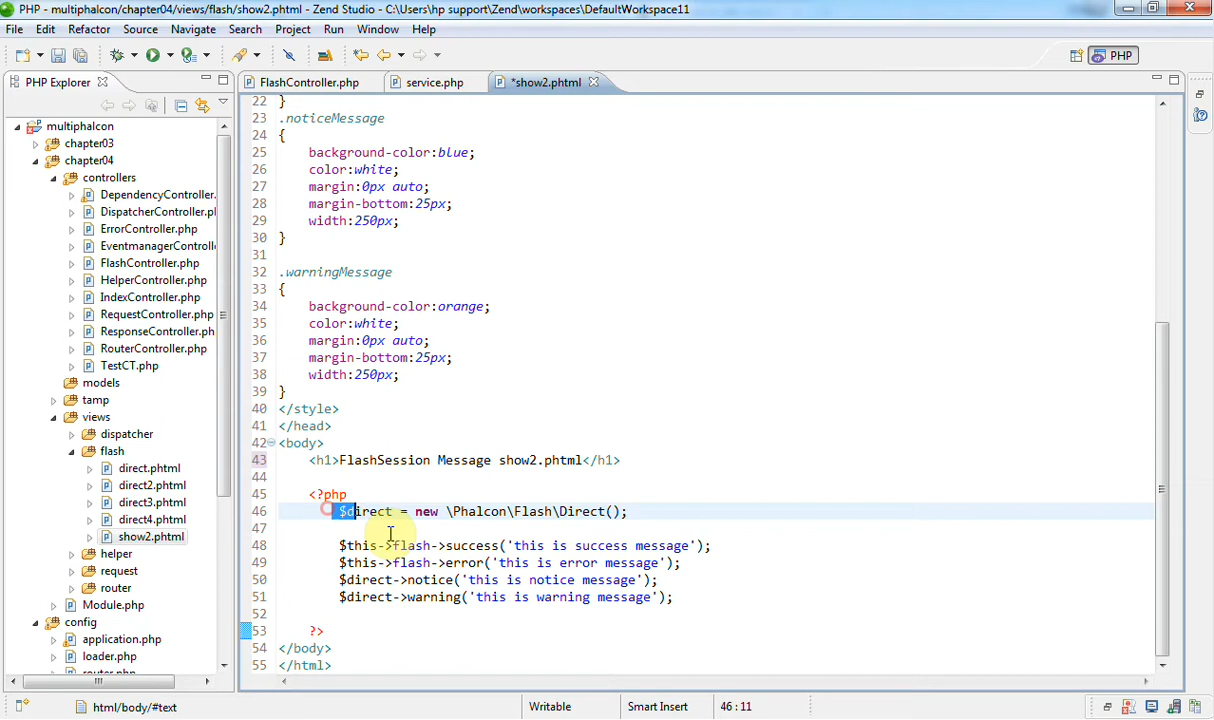 PHP - multiphalcon/chapter04/views/flash/show2.phtml - Zend Studio - C:\Users\hp support\Zend\workspaces\DefaultWorkspace11
File Edit Refactor Source Navigate Search Project Run Window Help
PHP
PHP Explorer
FlashController.php service.php *show2.phtml
multiphalcon
chapter03
chapter04
controllers
DependencyController.
DispatcherController.pl
ErrorController.php
EventmanagerControll
FlashController.php
HelperController.php
IndexController.php
RequestController.php
ResponseController.ph
RouterController.php
TestCT.php
models
tamp
views
dispatcher
flash
direct.phtml
direct2.phtml
direct3.phtml
direct4.phtml
show2.phtml
helper
request
router
Module.php
config
application.php
loader.php
router.php
22 }
23 .noticeMessage
24 {
25 background-color:blue;
26 color:white;
27 margin:0px auto;
28 margin-bottom:25px;
29 width:250px;
30 }
31
32 .warningMessage
33 {
34 background-color:orange;
35 color:white;
36 margin:0px auto;
37 margin-bottom:25px;
38 width:250px;
39 }
40 </style>
41 </head>
42 <body>
43 <h1>FlashSession Message show2.phtml</h1>
44
45 <?php
46 $direct = new \Phalcon\Flash\Direct();
47
48 $this->flash->success('this is success message');
49 $this->flash->error('this is error message');
50 $direct->notice('this is notice message');
51 $direct->warning('this is warning message');
52
53 ?>
54 </body>
55 </html>
html/body/#text Writable Smart Insert 46 : 11